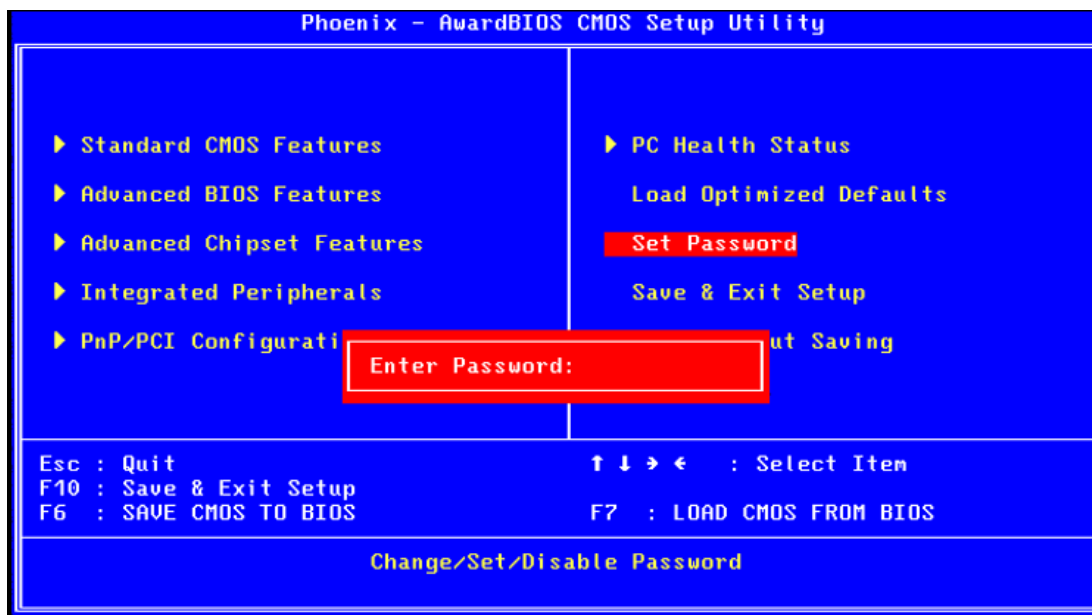 Phoenix - AwardBIOS CMOS Setup Utility
Standard CMOS Features
Advanced BIOS Features
Advanced Chipset Features
Integrated Peripherals
PnP/PCI Configurati
PC Health Status
Load Optimized Defaults
Set Password
Save & Exit Setup
ut Saving
Enter Password:
Esc : Quit
F10 : Save & Exit Setup
F6 : SAVE CMOS TO BIOS
↑ ↓ → ← : Select Item
F7 : LOAD CMOS FROM BIOS
Change/Set/Disable Password